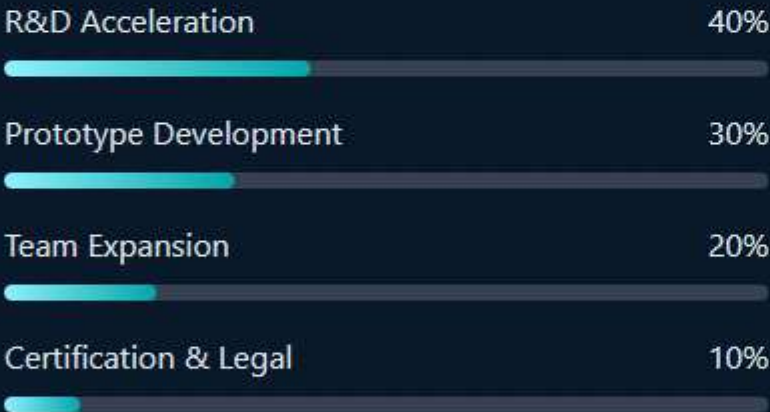 R&D Acceleration 40%
Prototype Development 30%
Team Expansion 20%
Certification & Legal 10%